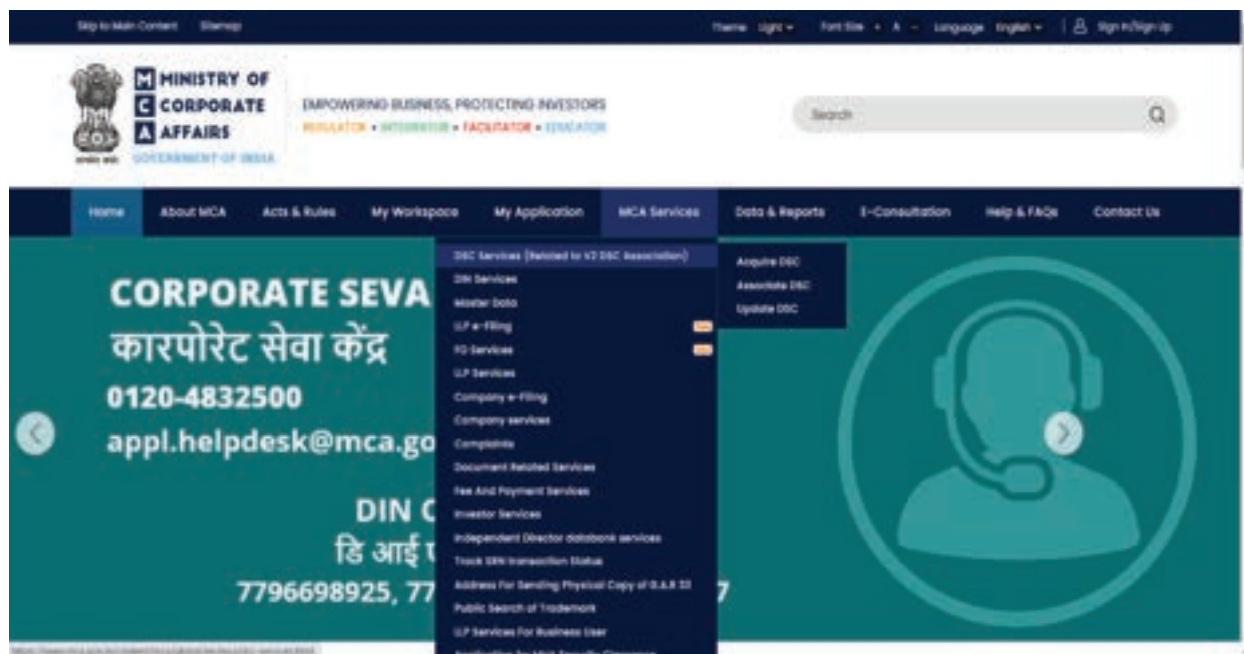 Skip to Main Content Sitemap Theme Light Font Size + A - Language English Sign In/Sign Up
M MINISTRY OF
C CORPORATE
A AFFAIRS
GOVERNMENT OF INDIA
EMPOWERING BUSINESS, PROTECTING INVESTORS
REGULATOR • INTEGRATOR • FACILITATOR • EDUCATOR
Search
Home About MCA Acts & Rules My Workspace My Application MCA Services Data & Reports E-Consultation Help & FAQs Contact Us
DSC Services (Related to V2 DSC Association)
DIN Services
Master Data
LLP e-Filing
FO Services
LLP Services
Company e-Filing
Company services
Complaints
Document Related Services
Fee And Payment Services
Investor Services
Independent Director databank services
Track SRN transaction Status
Address For Sending Physical Copy of G.A.R 33
Public Search of Trademark
LLP Services For Business User
Acquire DSC
Associate DSC
Update DSC
CORPORATE SEVA
कारपोरेट सेवा केंद्र
0120-4832500
appl.helpdesk@mca.go
DIN C
डि आई
7796698925, 77
7